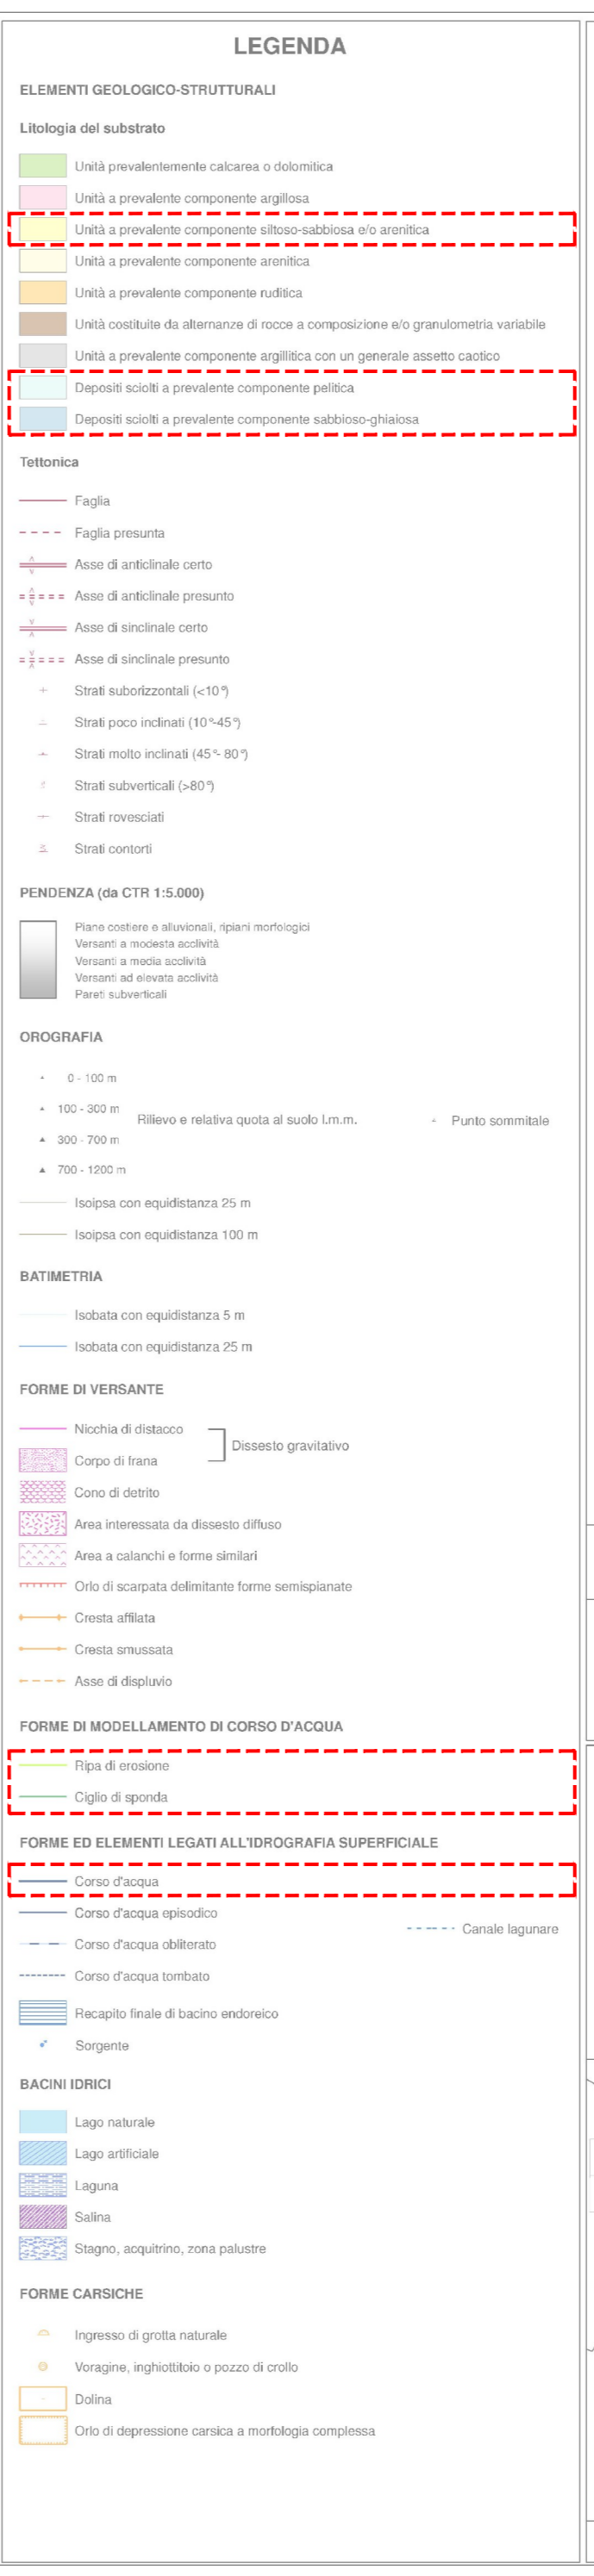 LEGENDA
ELEMENTI GEOLOGICO-STRUTTURALI
Litologia del substrato
Unità prevalentemente calcarea o dolomitica
Unità a prevalente componente argillosa
Unità a prevalente componente siltoso-sabbiosa e/o arenitica
Unità a prevalente componente arenitica
Unità a prevalente componente ruditica
Unità costituite da alternanze di rocce a composizione e/o granulometria variabile
Unità a prevalente componente argillitica con un generale assetto caotico
Depositi sciolti a prevalente componente pelitica
Depositi sciolti a prevalente componente sabbioso-ghiaiosa
Tettonica
Faglia
Faglia presunta
Asse di anticlinale certo
Asse di anticlinale presunto
Asse di sinclinale certo
Asse di sinclinale presunto
Strati suborizzontali (<10°)
Strati poco inclinati (10°-45°)
Strati molto inclinati (45°- 80°)
Strati subverticali (>80°)
Strati rovesciati
Strati contorti
PENDENZA (da CTR 1:5.000)
Piane costiere e alluvionali, ripiani morfologici
Versanti a modesta acclività
Versanti a media acclività
Versanti ad elevata acclività
Pareti subverticali
OROGRAFIA
0 - 100 m
100 - 300 m
Rilievo e relativa quota al suolo l.m.m.
Punto sommitale
300 - 700 m
700 - 1200 m
Isoipsa con equidistanza 25 m
Isoipsa con equidistanza 100 m
BATIMETRIA
Isobata con equidistanza 5 m
Isobata con equidistanza 25 m
FORME DI VERSANTE
Nicchia di distacco
Dissesto gravitativo
Corpo di frana
Cono di detrito
Area interessata da dissesto diffuso
Area a calanchi e forme similari
Orlo di scarpata delimitante forme semispianate
Cresta affilata
Cresta smussata
Asse di displuvio
FORME DI MODELLAMENTO DI CORSO D'ACQUA
Ripa di erosione
Ciglio di sponda
FORME ED ELEMENTI LEGATI ALL'IDROGRAFIA SUPERFICIALE
Corso d'acqua
Corso d'acqua episodico
Canale lagunare
Corso d'acqua obliterato
Corso d'acqua tombato
Recapito finale di bacino endoreico
Sorgente
BACINI IDRICI
Lago naturale
Lago artificiale
Laguna
Salina
Stagno, acquitrino, zona palustre
FORME CARSICHE
Ingresso di grotta naturale
Voragine, inghiottitoio o pozzo di crollo
Dolina
Orlo di depressione carsica a morfologia complessa